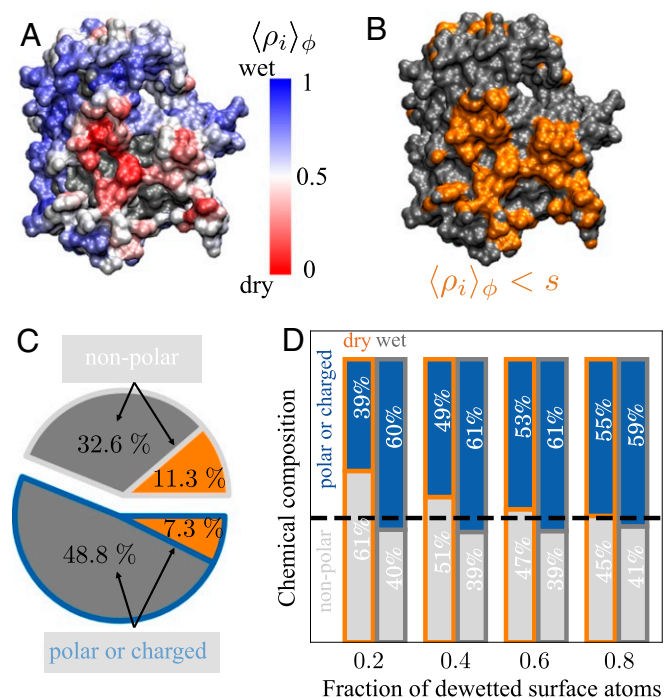 A
⟨ρᵢ⟩ᵩ
wet
1
0.5
0
dry
B
⟨ρᵢ⟩ᵩ < s
C
non-polar
32.6 %
11.3 %
7.3 %
48.8 %
polar or charged
D
dry wet
Chemical composition
polar or charged
non-polar
39% 60% 49% 61% 53% 61% 55% 59%
61% 40% 51% 39% 47% 39% 45% 41%
0.2 0.4 0.6 0.8
Fraction of dewetted surface atoms